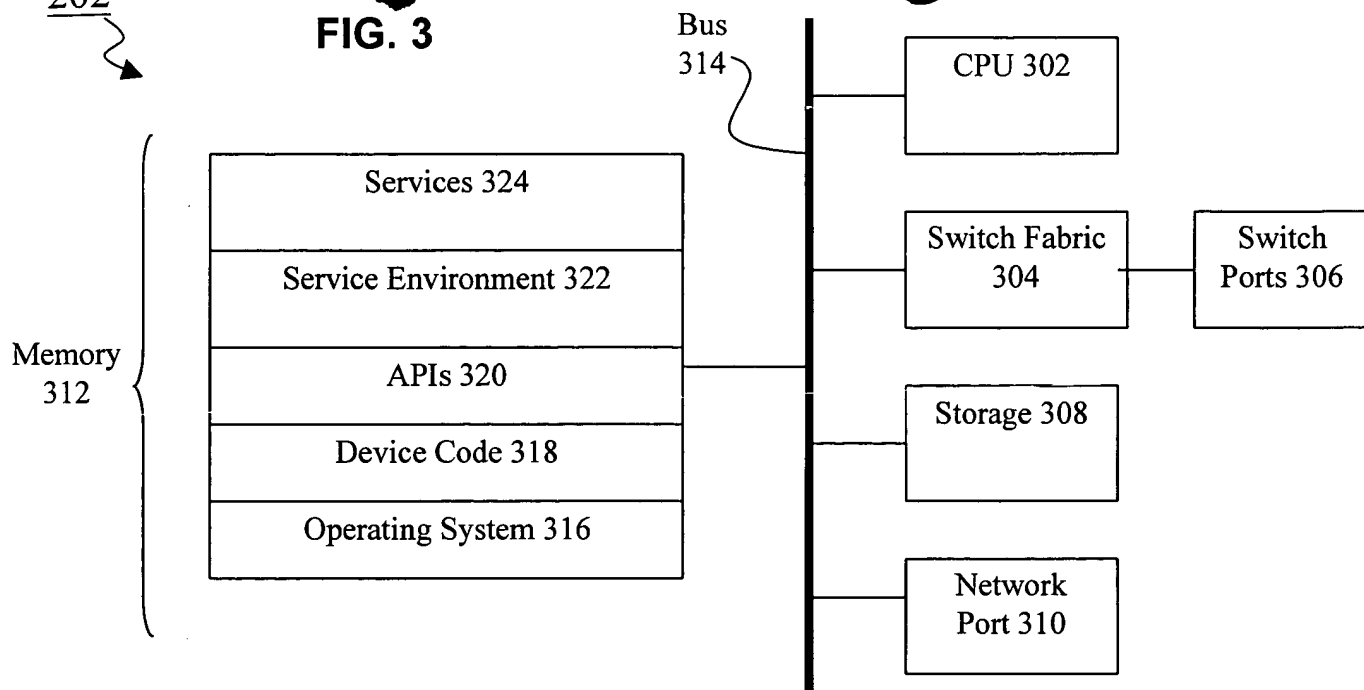 202
FIG. 3
Bus
314
CPU 302
Services 324
Switch Fabric
304
Switch
Ports 306
Service Environment 322
Memory
312
APIs 320
Storage 308
Device Code 318
Operating System 316
Network
Port 310